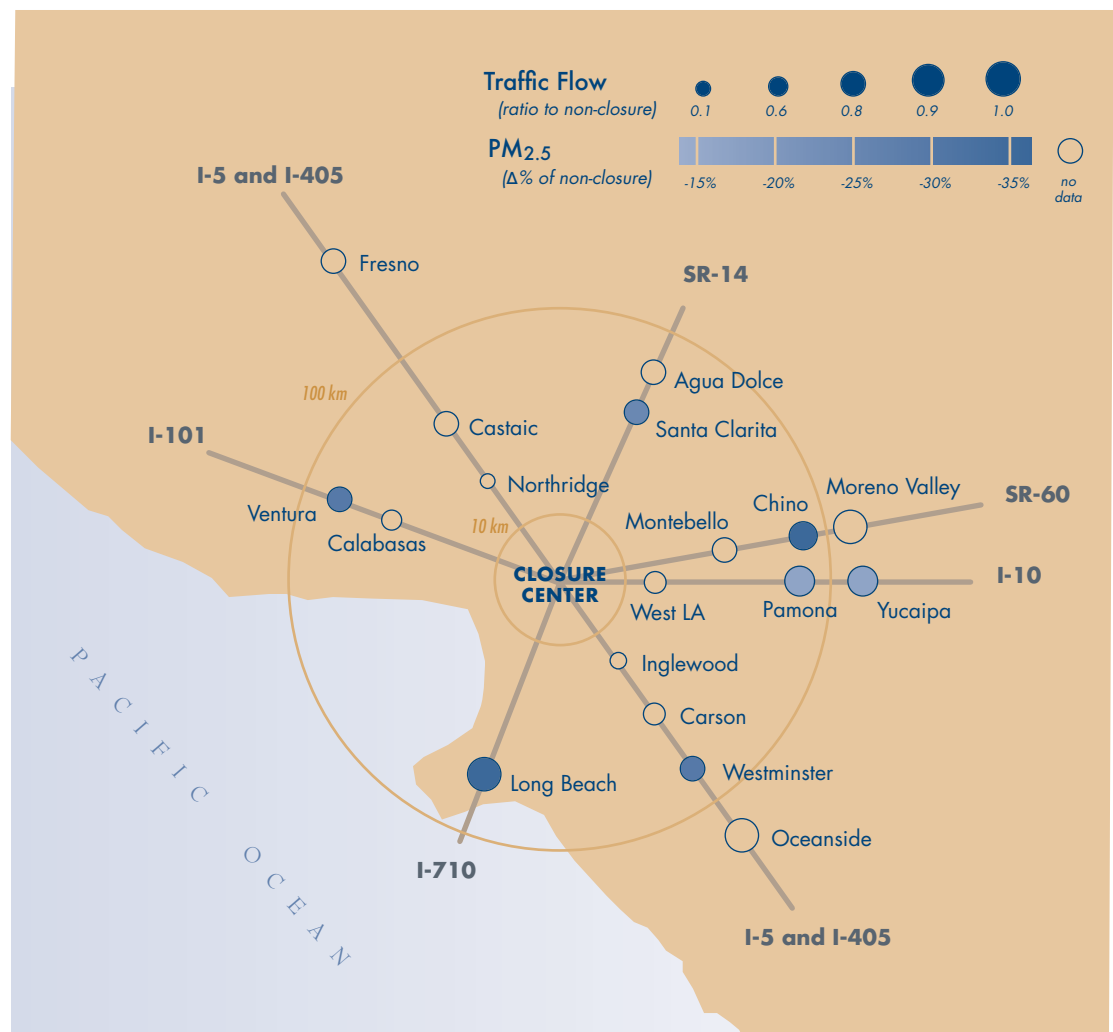 Traffic Flow
(ratio to non-closure)
0.1
0.6
0.8
0.9
1.0
PM2.5
(Δ% of non-closure)
-15%
-20%
-25%
-30%
-35%
no
data
I-5 and I-405
Fresno
SR-14
Agua Dolce
100 km
Castaic
Santa Clarita
I-101
Northridge
Moreno Valley
SR-60
Ventura
Chino
Montebello
10 km
Calabasas
CLOSURE
CENTER
I-10
West LA
Pamona
Yucaipa
Inglewood
PACIFIC OCEAN
Carson
Westminster
Long Beach
Oceanside
I-710
I-5 and I-405